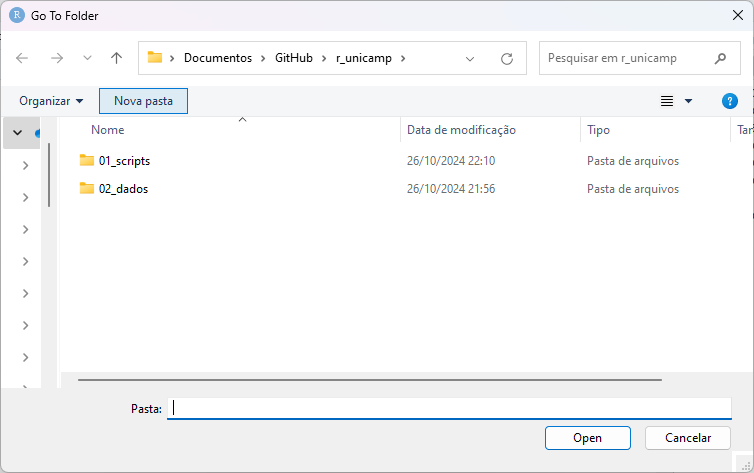 R Go To Folder
Documentos GitHub r_unicamp
Pesquisar em r_unicamp
Organizar Nova pasta ?
Nome Data de modificação Tipo Tar
01_scripts 26/10/2024 22:10 Pasta de arquivos
02_dados 26/10/2024 21:56 Pasta de arquivos
Pasta:
Open Cancelar